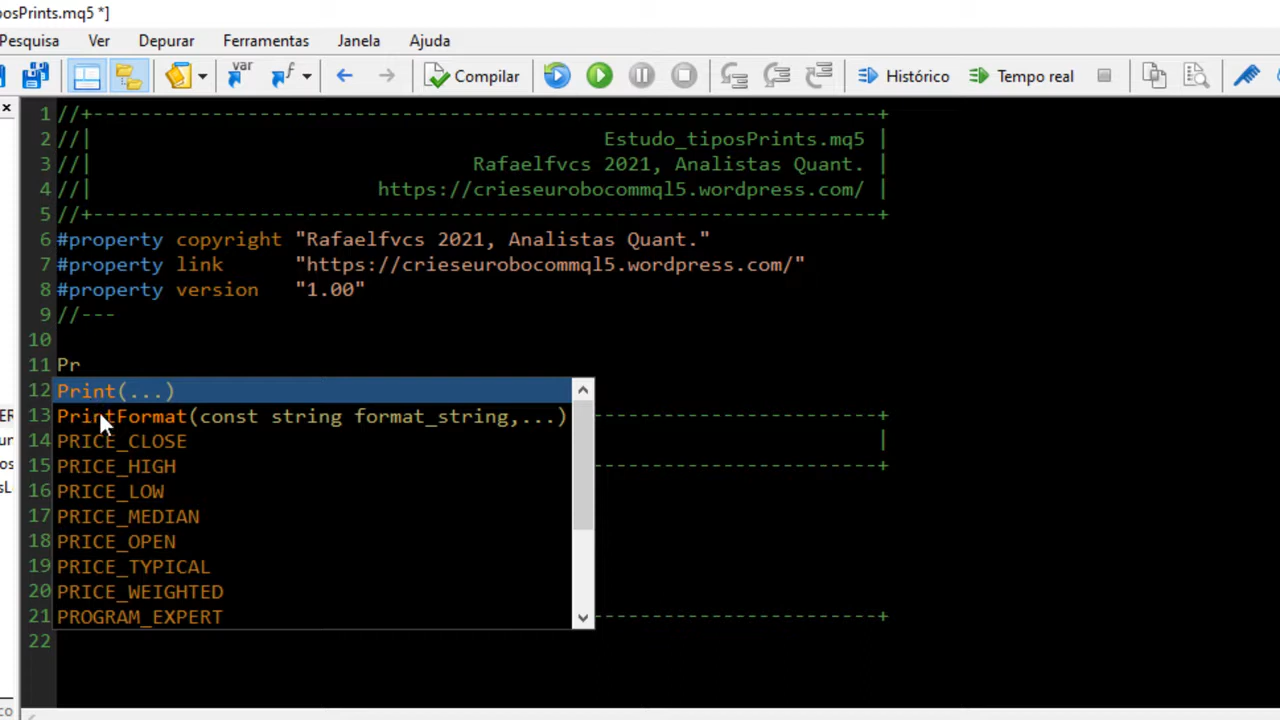 osPrints.mq5 *]
Pesquisa Ver Depurar Ferramentas Janela Ajuda
var f Compilar Histórico Tempo real
1 //+------------------------------------------------------------------+
2 //| Estudo_tiposPrints.mq5 |
3 //| Rafaelfvcs 2021, Analistas Quant. |
4 //| https://crieseurobocommql5.wordpress.com/ |
5 //+------------------------------------------------------------------+
6 #property copyright "Rafaelfvcs 2021, Analistas Quant."
7 #property link "https://crieseurobocommql5.wordpress.com/"
8 #property version "1.00"
9 //---
10
11 Pr
12 Print(...)
13 PrintFormat(const string format_string,...) ------------------------+
14 PRICE_CLOSE |
15 PRICE_HIGH ------------------------+
16 PRICE_LOW
17 PRICE_MEDIAN
18 PRICE_OPEN
19 PRICE_TYPICAL
20 PRICE_WEIGHTED
21 PROGRAM_EXPERT ------------------------+
22